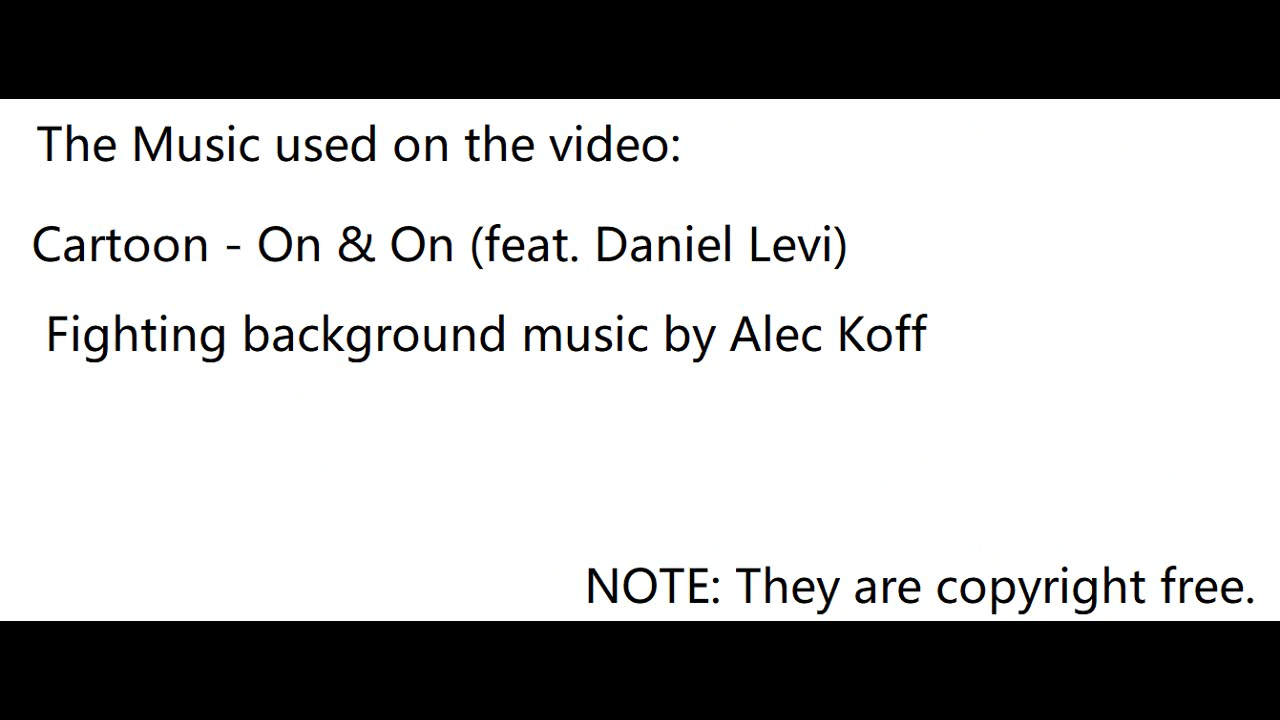 The Music used on the video:
Cartoon - On & On (feat. Daniel Levi)
Fighting background music by Alec Koff
NOTE: They are copyright free.